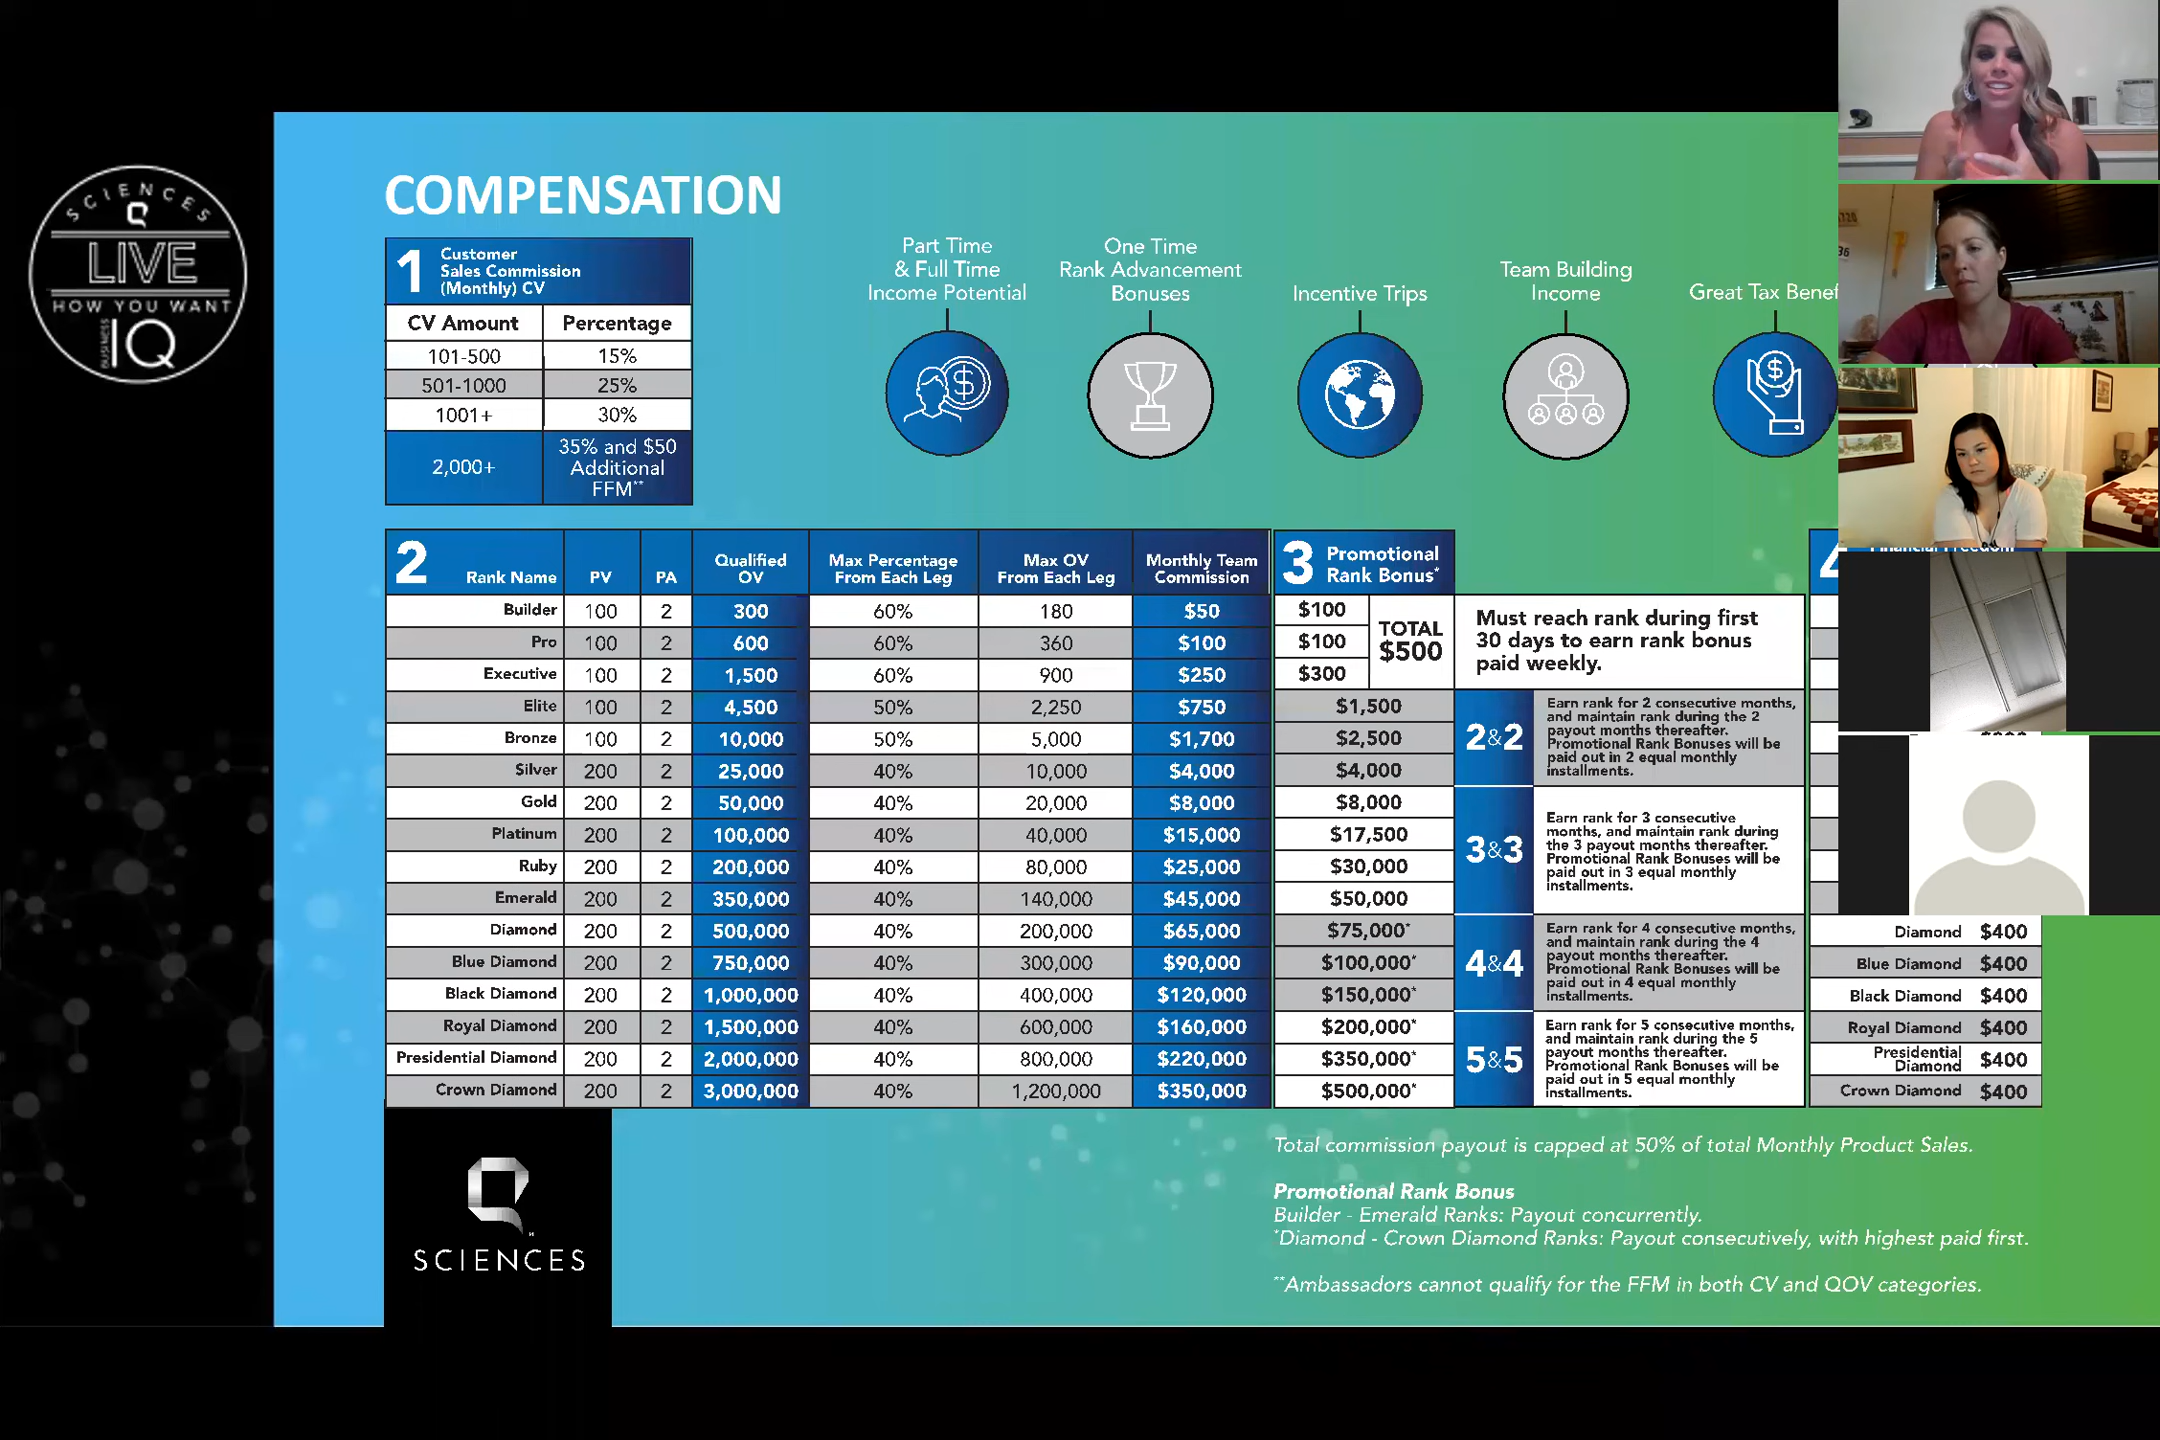 SCIENCES
Q
LIVE
HOW YOU WANT
BUSINESS
IQ
COMPENSATION
1 Customer
Sales Commission
(Monthly) CV
CV Amount Percentage
101-500 15%
501-1000 25%
1001+ 30%
2,000+ 35% and $50
Additional
FFM**
Part Time
& Full Time
Income Potential
One Time
Rank Advancement
Bonuses
Incentive Trips
Team Building
Income
Great Tax Benef
2 Rank Name PV PA Qualified OV Max Percentage From Each Leg Max OV From Each Leg Monthly Team Commission
Builder 100 2 300 60% 180 $50
Pro 100 2 600 60% 360 $100
Executive 100 2 1,500 60% 900 $250
Elite 100 2 4,500 50% 2,250 $750
Bronze 100 2 10,000 50% 5,000 $1,700
Silver 200 2 25,000 40% 10,000 $4,000
Gold 200 2 50,000 40% 20,000 $8,000
Platinum 200 2 100,000 40% 40,000 $15,000
Ruby 200 2 200,000 40% 80,000 $25,000
Emerald 200 2 350,000 40% 140,000 $45,000
Diamond 200 2 500,000 40% 200,000 $65,000
Blue Diamond 200 2 750,000 40% 300,000 $90,000
Black Diamond 200 2 1,000,000 40% 400,000 $120,000
Royal Diamond 200 2 1,500,000 40% 600,000 $160,000
Presidential Diamond 200 2 2,000,000 40% 800,000 $220,000
Crown Diamond 200 2 3,000,000 40% 1,200,000 $350,000
3 Promotional
Rank Bonus*
$100
$100
$300
TOTAL
$500
$1,500
$2,500
$4,000
$8,000
$17,500
$30,000
$50,000
$75,000*
$100,000*
$150,000*
$200,000*
$350,000*
$500,000*
Must reach rank during first
30 days to earn rank bonus
paid weekly.
2&2
Earn rank for 2 consecutive months,
and maintain rank during the 2
payout months thereafter.
Promotional Rank Bonuses will be
paid out in 2 equal monthly
installments.
3&3
Earn rank for 3 consecutive
months, and maintain rank during
the 3 payout months thereafter.
Promotional Rank Bonuses will be
paid out in 3 equal monthly
installments.
4&4
Earn rank for 4 consecutive months,
and maintain rank during the 4
payout months thereafter.
Promotional Rank Bonuses will be
paid out in 4 equal monthly
installments.
5&5
Earn rank for 5 consecutive months,
and maintain rank during the 5
payout months thereafter.
Promotional Rank Bonuses will be
paid out in 5 equal monthly
installments.
4
Diamond $400
Blue Diamond $400
Black Diamond $400
Royal Diamond $400
Presidential
Diamond $400
Crown Diamond $400
Q
SCIENCES
Total commission payout is capped at 50% of total Monthly Product Sales.
Promotional Rank Bonus
Builder - Emerald Ranks: Payout concurrently.
*Diamond - Crown Diamond Ranks: Payout consecutively, with highest paid first.
**Ambassadors cannot qualify for the FFM in both CV and QOV categories.